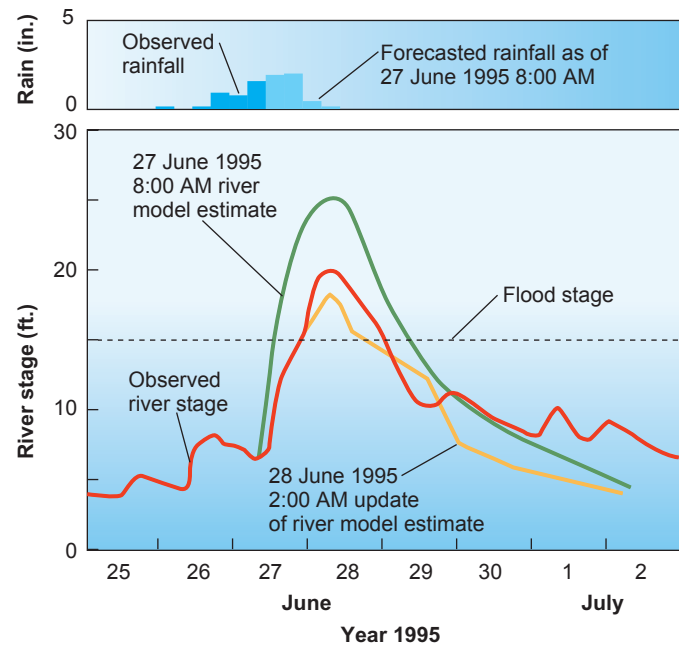 Rain (in.)
5
0
Observed
rainfall
Forecasted rainfall as of
27 June 1995 8:00 AM
River stage (ft.)
30
20
10
0
27 June 1995
8:00 AM river
model estimate
Flood stage
Observed
river stage
28 June 1995
2:00 AM update
of river model estimate
25 26 27 28 29 30 1 2
June July
Year 1995